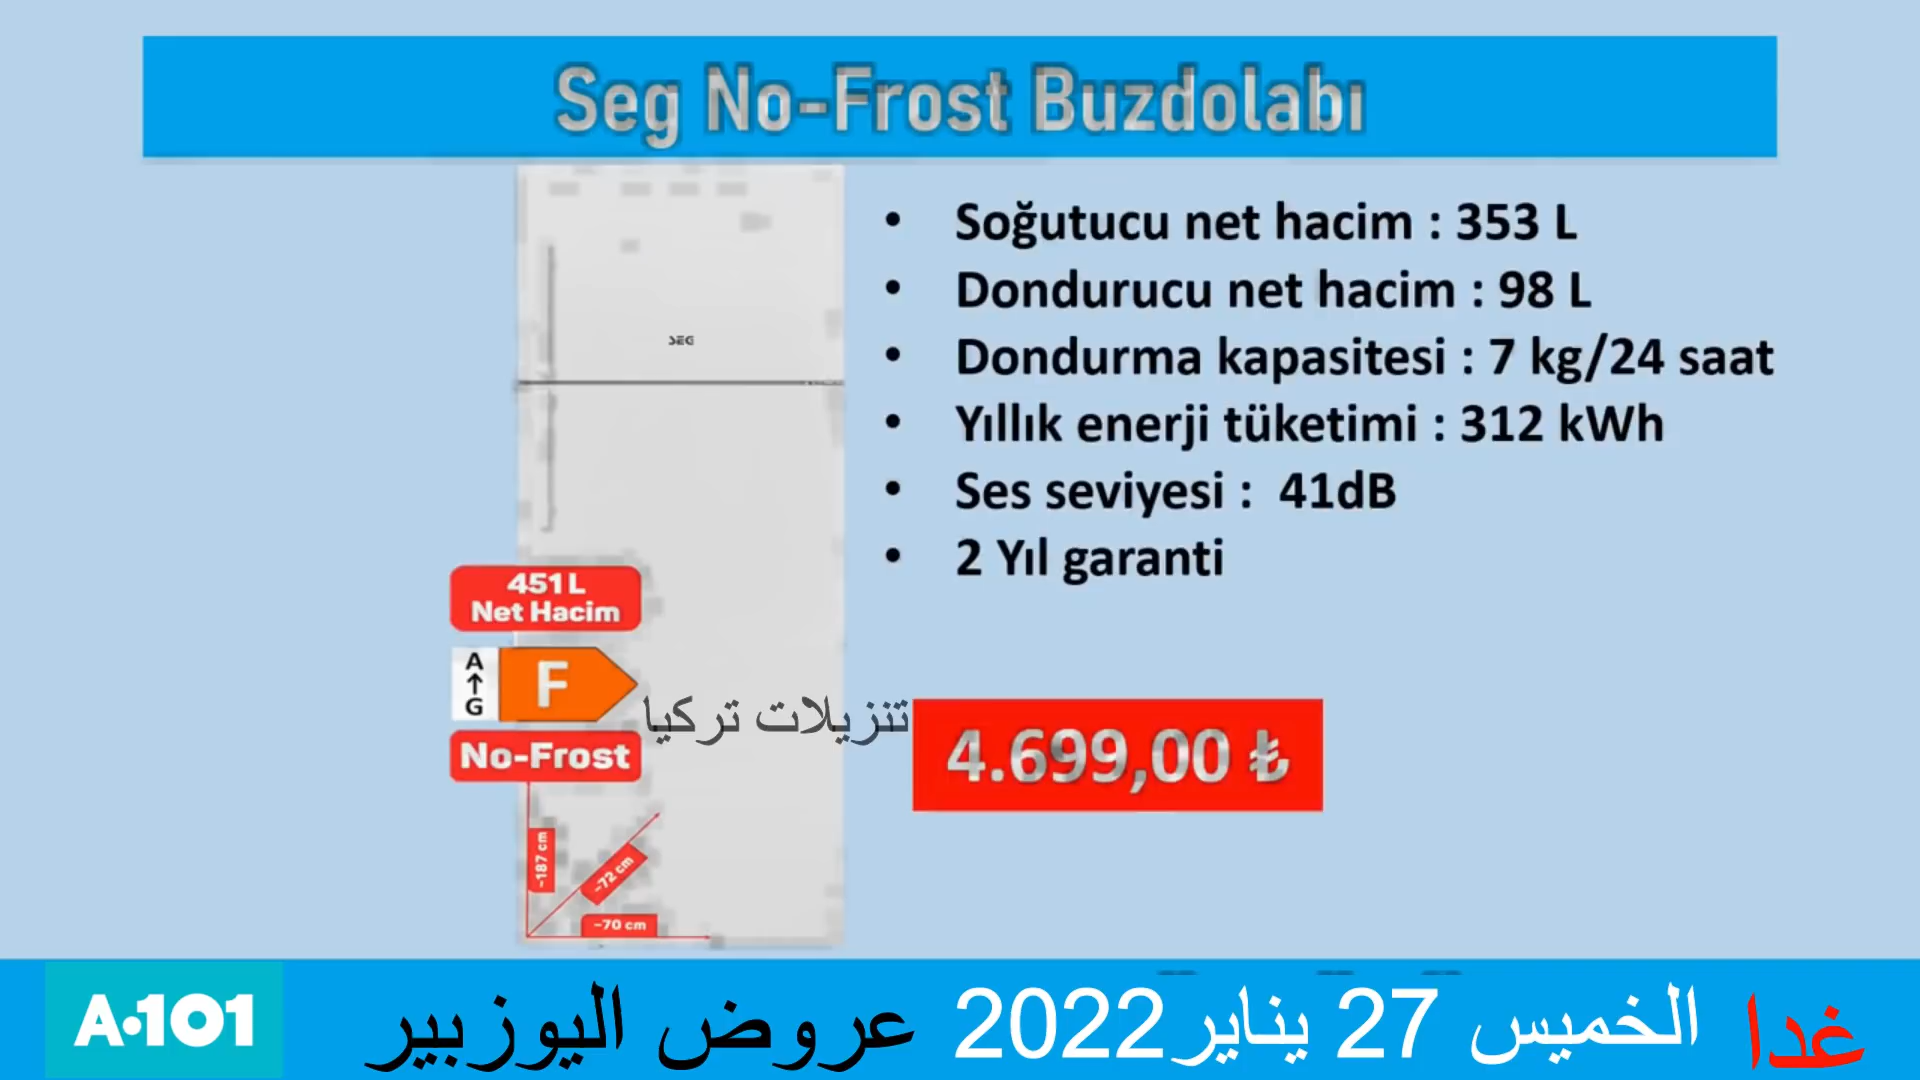 Seg No-Frost Buzdolabı
SEG
• Soğutucu net hacim : 353 L
• Dondurucu net hacim : 98 L
• Dondurma kapasitesi : 7 kg/24 saat
• Yıllık enerji tüketimi : 312 kWh
• Ses seviyesi : 41dB
• 2 Yıl garanti
451 L
Net Hacim
A
↑
G
F
No-Frost
تنزيلات تركيا
4.699,00 ₺
~187 cm
~72 cm
~70 cm
A101
غدا الخميس 27 يناير 2022 عروض اليوزبير